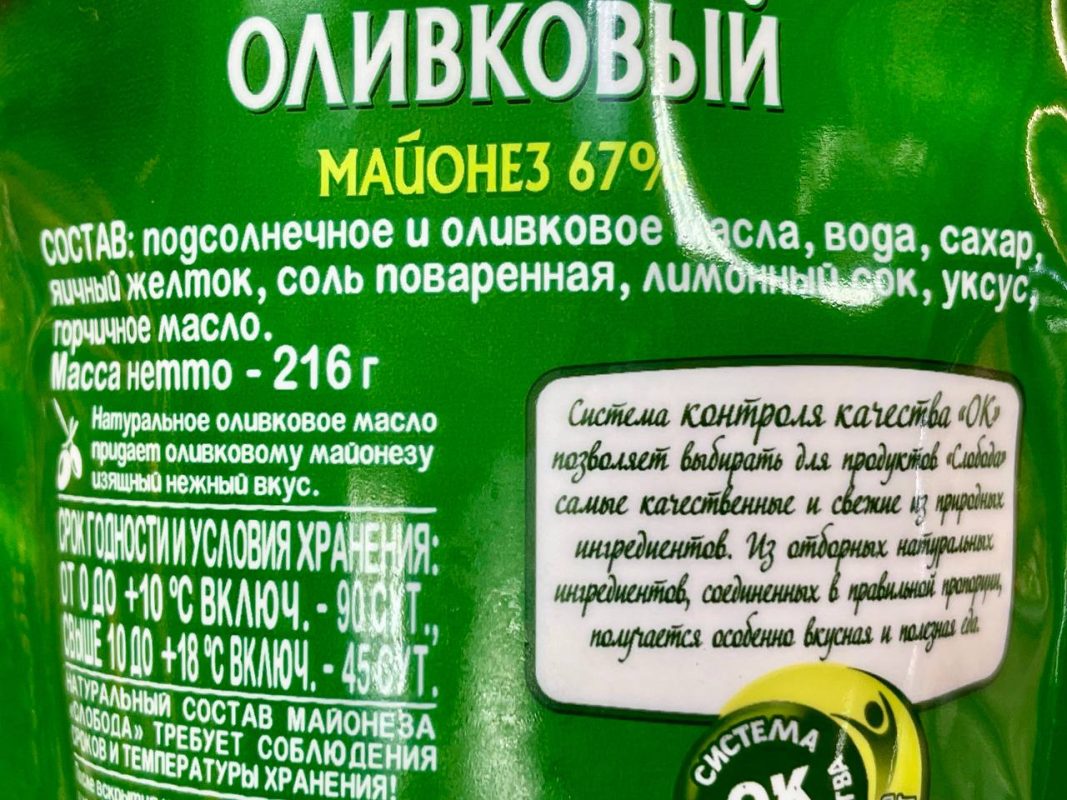 ОЛИВКОВЫЙ
МАЙОНЕЗ 67%
СОСТАВ: подсолнечное и оливковое масла, вода, сахар,
яичный желток, соль поваренная, лимонный сок, уксус,
горчичное масло.
Масса нетто - 216 г
Натуральное оливковое масло
придает оливковому майонезу
изящный нежный вкус.
СРОК ГОДНОСТИ И УСЛОВИЯ ХРАНЕНИЯ:
ОТ 0 ДО +10 °С ВКЛЮЧ. - 90 СУТ.,
СВЫШЕ 10 ДО +18 °С ВКЛЮЧ. - 45 СУТ.
НАТУРАЛЬНЫЙ СОСТАВ МАЙОНЕЗА
«СЛОБОДА» ТРЕБУЕТ СОБЛЮДЕНИЯ
СРОКОВ И ТЕМПЕРАТУРЫ ХРАНЕНИЯ!
Система контроля качества «ОК»
позволяет выбирать для продуктов «Слобода»
самые качественные и свежие из природных
ингредиентов. Из отборных натуральных
ингредиентов, соединенных в правильной пропорции,
получается особенно вкусная и полезная еда.
СИСТЕМА
ОК